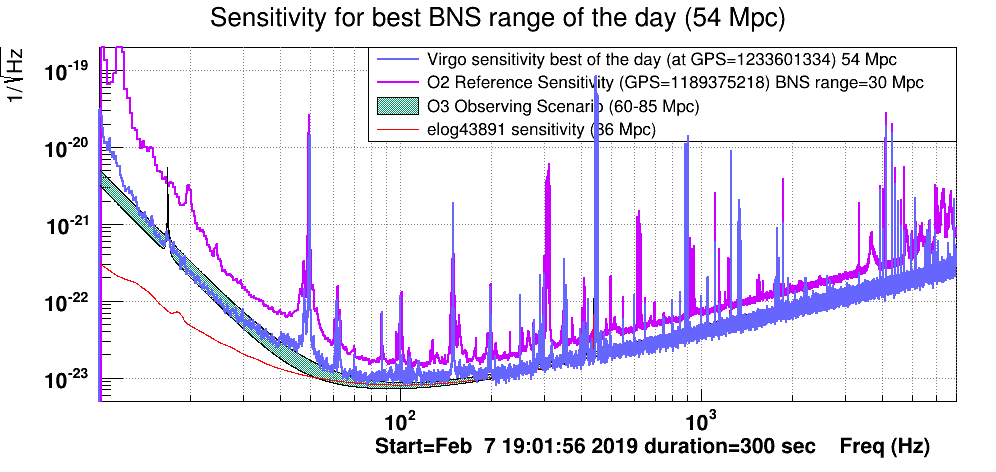 Sensitivity for best BNS range of the day (54 Mpc)
1/√Hz
Virgo sensitivity best of the day (at GPS=1233601334) 54 Mpc
O2 Reference Sensitivity (GPS=1189375218) BNS range=30 Mpc
O3 Observing Scenario (60-85 Mpc)
elog43891 sensitivity (86 Mpc)
10⁻¹⁹
10⁻²⁰
10⁻²¹
10⁻²²
10⁻²³
10²
10³
Start=Feb 7 19:01:56 2019 duration=300 sec Freq (Hz)